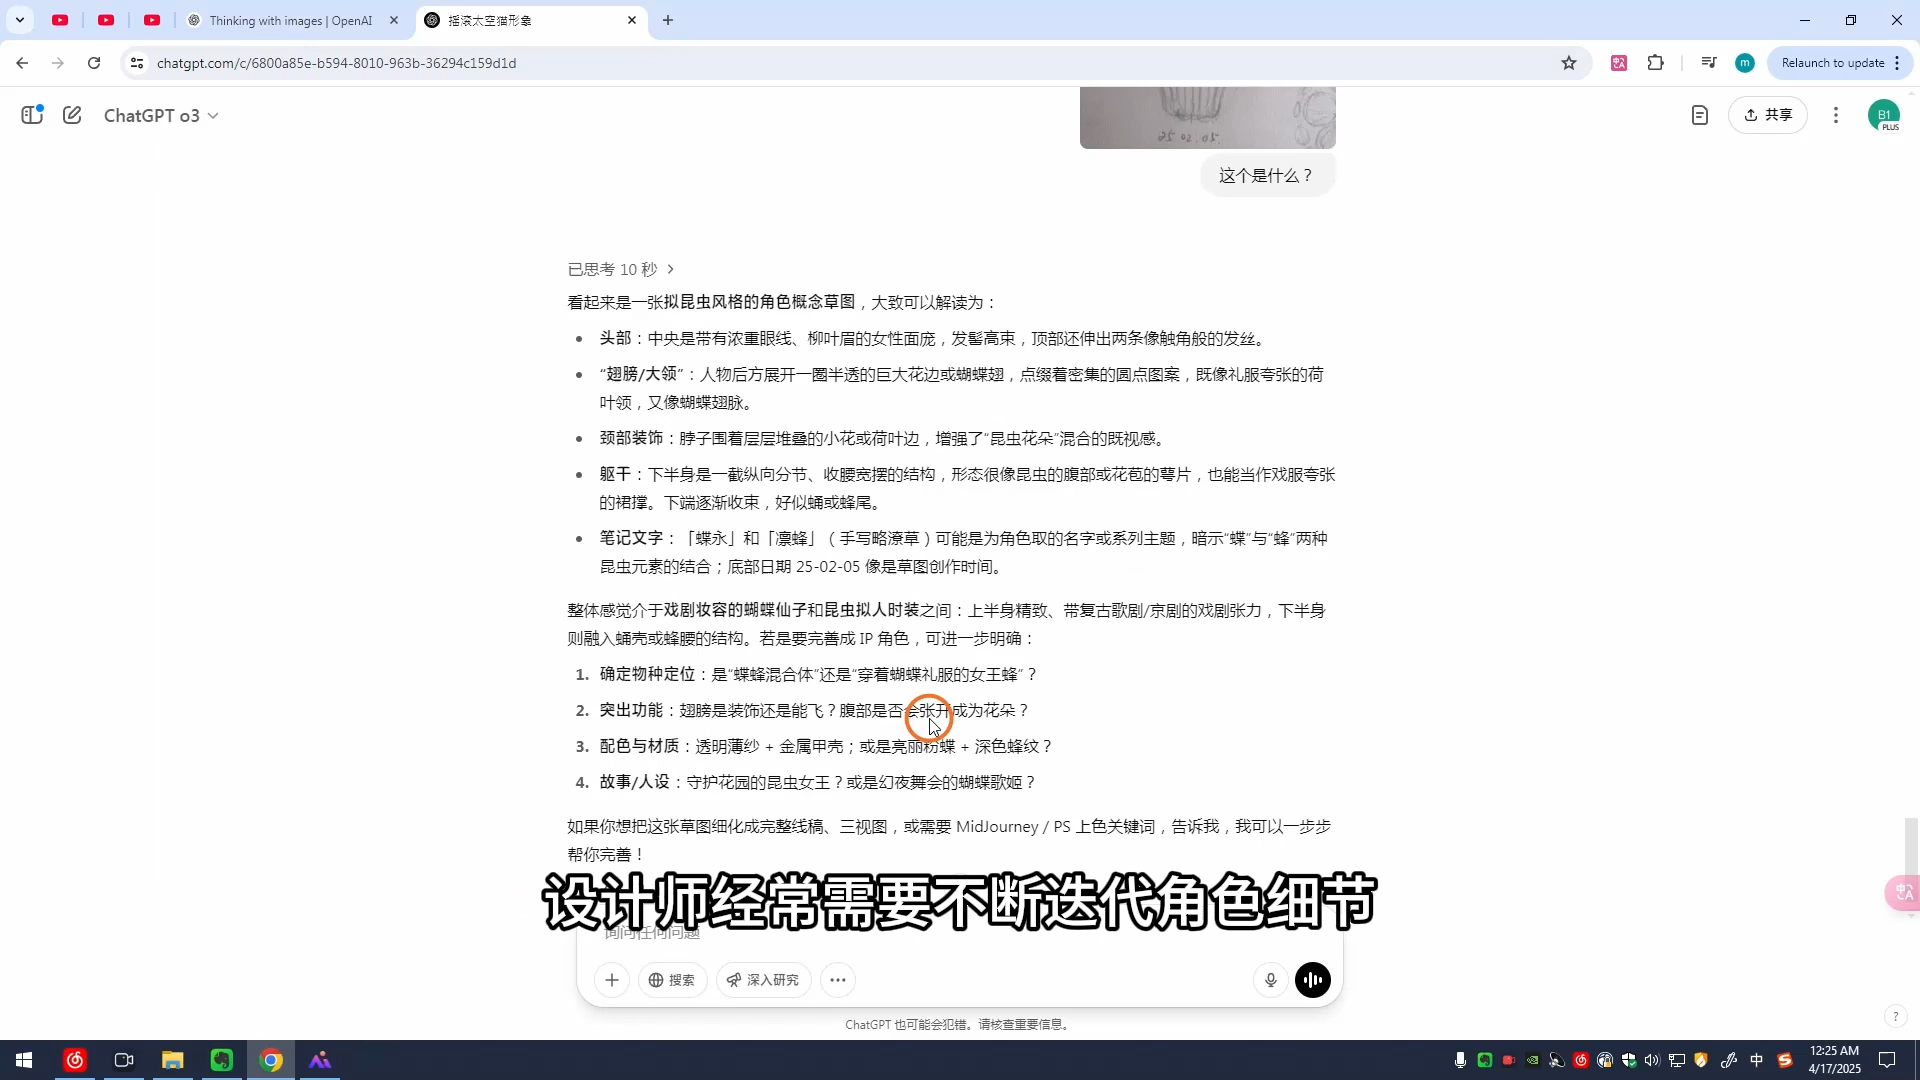 Thinking with images | OpenAI
摇滚太空猫形象
chatgpt.com/c/6800a85e-b594-8010-963b-36294c159d1d
Relaunch to update
m
ChatGPT o3
共享
B1
PLUS
25.02.05.
这个是什么？
已思考 10 秒
看起来是一张拟昆虫风格的角色概念草图，大致可以解读为：
头部：中央是带有浓重眼线、柳叶眉的女性面庞，发髻高束，顶部还伸出两条像触角般的发丝。
“翅膀/大领”：人物后方展开一圈半透的巨大花边或蝴蝶翅，点缀着密集的圆点图案，既像礼服夸张的荷
叶领，又像蝴蝶翅脉。
颈部装饰：脖子围着层层堆叠的小花或荷叶边，增强了“昆虫花朵”混合的既视感。
躯干：下半身是一截纵向分节、收腰宽摆的结构，形态很像昆虫的腹部或花苞的萼片，也能当作戏服夸张
的裙撑。下端逐渐收束，好似蛹或蜂尾。
笔记文字：「蝶永」和「凛蜂」（手写略潦草）可能是为角色取的名字或系列主题，暗示“蝶”与“蜂”两种
昆虫元素的结合；底部日期 25-02-05 像是草图创作时间。
整体感觉介于戏剧妆容的蝴蝶仙子和昆虫拟人时装之间：上半身精致、带复古歌剧/京剧的戏剧张力，下半身
则融入蛹壳或蜂腰的结构。若是要完善成 IP 角色，可进一步明确：
1. 确定物种定位：是“蝶蜂混合体”还是“穿着蝴蝶礼服的女王蜂”？
2. 突出功能：翅膀是装饰还是能飞？腹部是否会张开成为花朵？
3. 配色与材质：透明薄纱 + 金属甲壳；或是亮丽粉蝶 + 深色蜂纹？
4. 故事/人设：守护花园的昆虫女王？或是幻夜舞会的蝴蝶歌姬？
如果你想把这张草图细化成完整线稿、三视图，或需要 MidJourney / PS 上色关键词，告诉我，我可以一步步
帮你完善！
设计师经常需要不断迭代角色细节
询问任何问题
搜索
深入研究
ChatGPT 也可能会犯错。请核查重要信息。
?
中
12:25 AM
4/17/2025